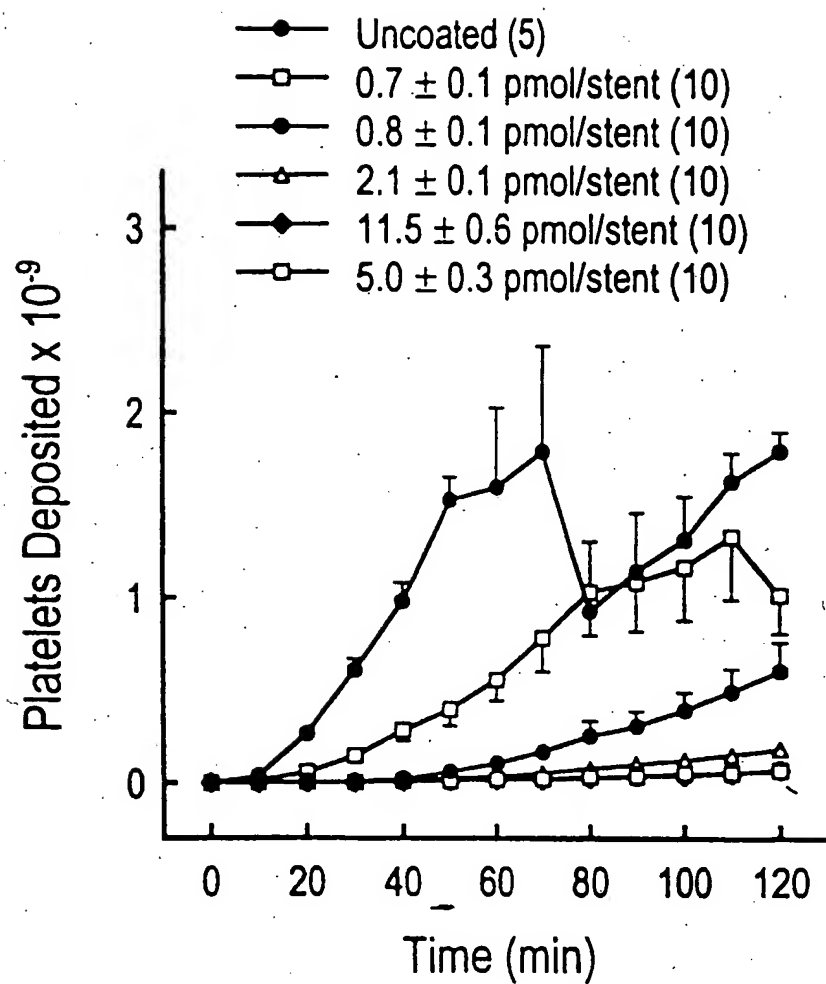 Uncoated (5)
0.7 ± 0.1 pmol/stent (10)
0.8 ± 0.1 pmol/stent (10)
2.1 ± 0.1 pmol/stent (10)
11.5 ± 0.6 pmol/stent (10)
5.0 ± 0.3 pmol/stent (10)
Platelets Deposited x 10⁻⁹
3
2
1
0
0 20 40 60 80 100 120
Time (min)